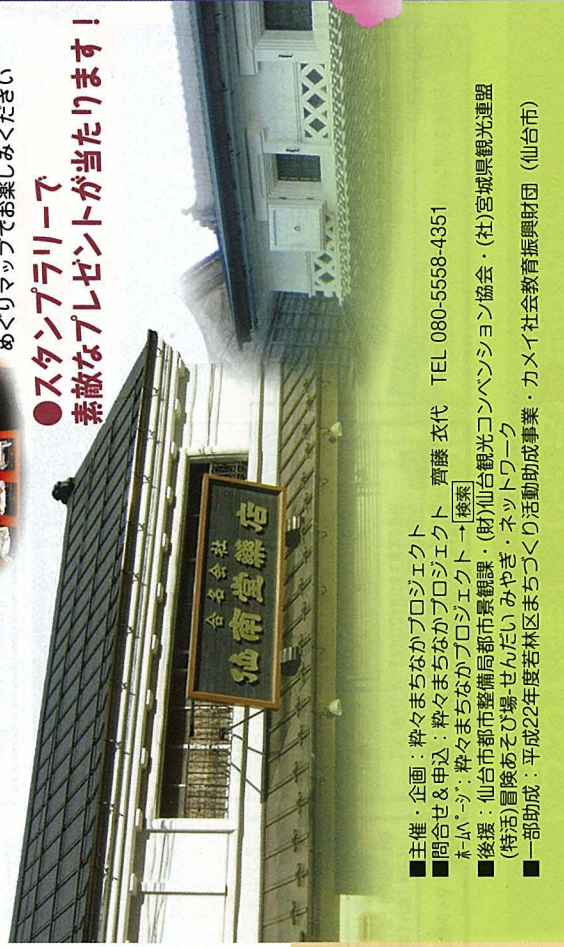 めぐりマップでお楽しみください
●スタンプラリーで
素敵なプレゼントが当たります！
合名会社
仙南堂薬店
■主催・企画：粋々まちなかプロジェクト
■問合せ＆申込：粋々まちなかプロジェクト　齊藤 衣代　TEL 080-5558-4351
ﾎｰﾑﾍﾟｰｼﾞ：粋々まちなかプロジェクト→検索
■後援：仙台市都市整備局都市景観課・(財)仙台観光コンベンション協会・(社)宮城県観光連盟
(特活)冒険あそび場-せんだい みやぎ・ネットワーク
■一部助成：平成22年度若林区まちづくり活動助成事業・カメイ社会教育振興財団（仙台市）